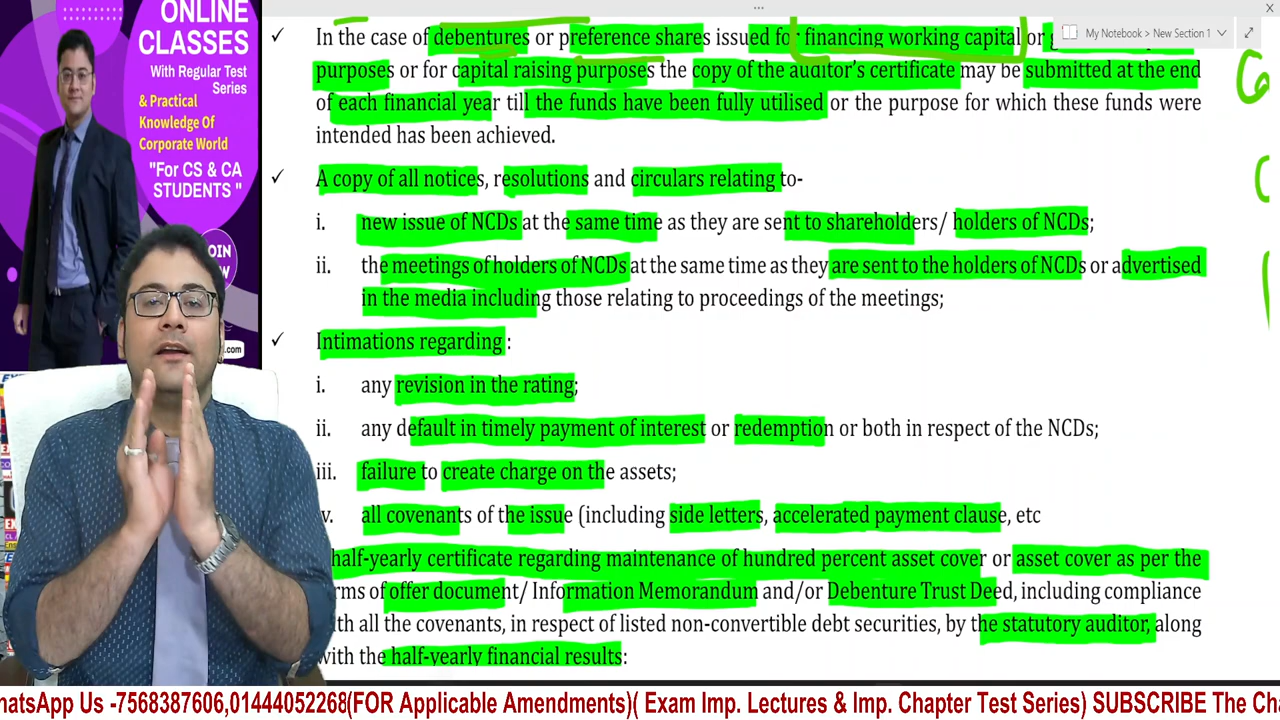 ONLINE
CLASSES
With Regular Test
Series
& Practical
Knowledge Of
Corporate World
"For CS & CA
STUDENTS "
OIN
.com
My Notebook > New Section 1
✓ In the case of debentures or preference shares issued for financing working capital or
purposes or for capital raising purposes the copy of the auditor's certificate may be submitted at the end
of each financial year till the funds have been fully utilised or the purpose for which these funds were
intended has been achieved.
✓ A copy of all notices, resolutions and circulars relating to-
i. new issue of NCDs at the same time as they are sent to shareholders/ holders of NCDs;
ii. the meetings of holders of NCDs at the same time as they are sent to the holders of NCDs or advertised
in the media including those relating to proceedings of the meetings;
✓ Intimations regarding :
i. any revision in the rating;
ii. any default in timely payment of interest or redemption or both in respect of the NCDs;
iii. failure to create charge on the assets;
v. all covenants of the issue (including side letters, accelerated payment clause, etc
half-yearly certificate regarding maintenance of hundred percent asset cover or asset cover as per the
rms of offer document/ Information Memorandum and/or Debenture Trust Deed, including compliance
th all the covenants, in respect of listed non-convertible debt securities, by the statutory auditor, along
with the half-yearly financial results:
hatsApp Us -7568387606,01444052268(FOR Applicable Amendments)( Exam Imp. Lectures & Imp. Chapter Test Series) SUBSCRIBE The Cha